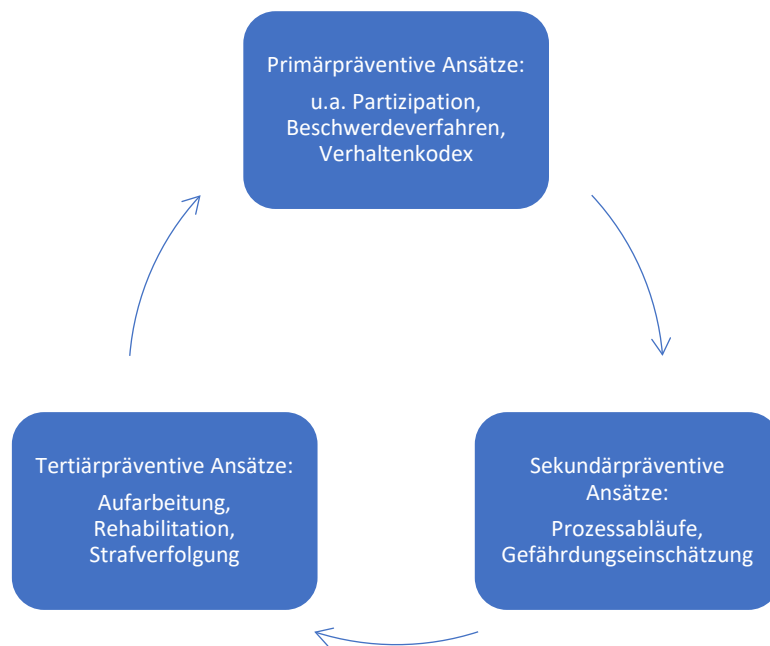 Primärpräventive Ansätze:
u.a. Partizipation,
Beschwerdeverfahren,
Verhaltenkodex
Tertiärpräventive Ansätze:
Aufarbeitung,
Rehabilitation,
Strafverfolgung
Sekundärpräventive
Ansätze:
Prozessabläufe,
Gefährdungseinschätzung